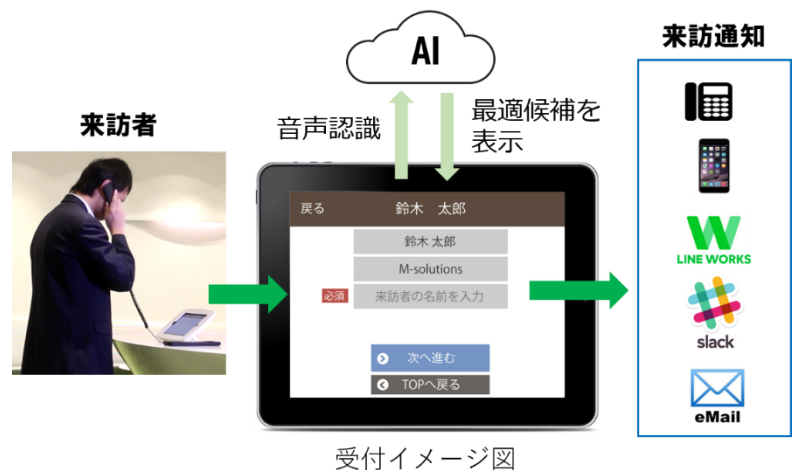 AI
来訪通知
来訪者
音声認識
最適候補を
表示
戻る
鈴木 太郎
鈴木 太郎
M-solutions
必須
来訪者の名前を入力
次へ進む
TOPへ戻る
LINE WORKS
slack
eMail
受付イメージ図